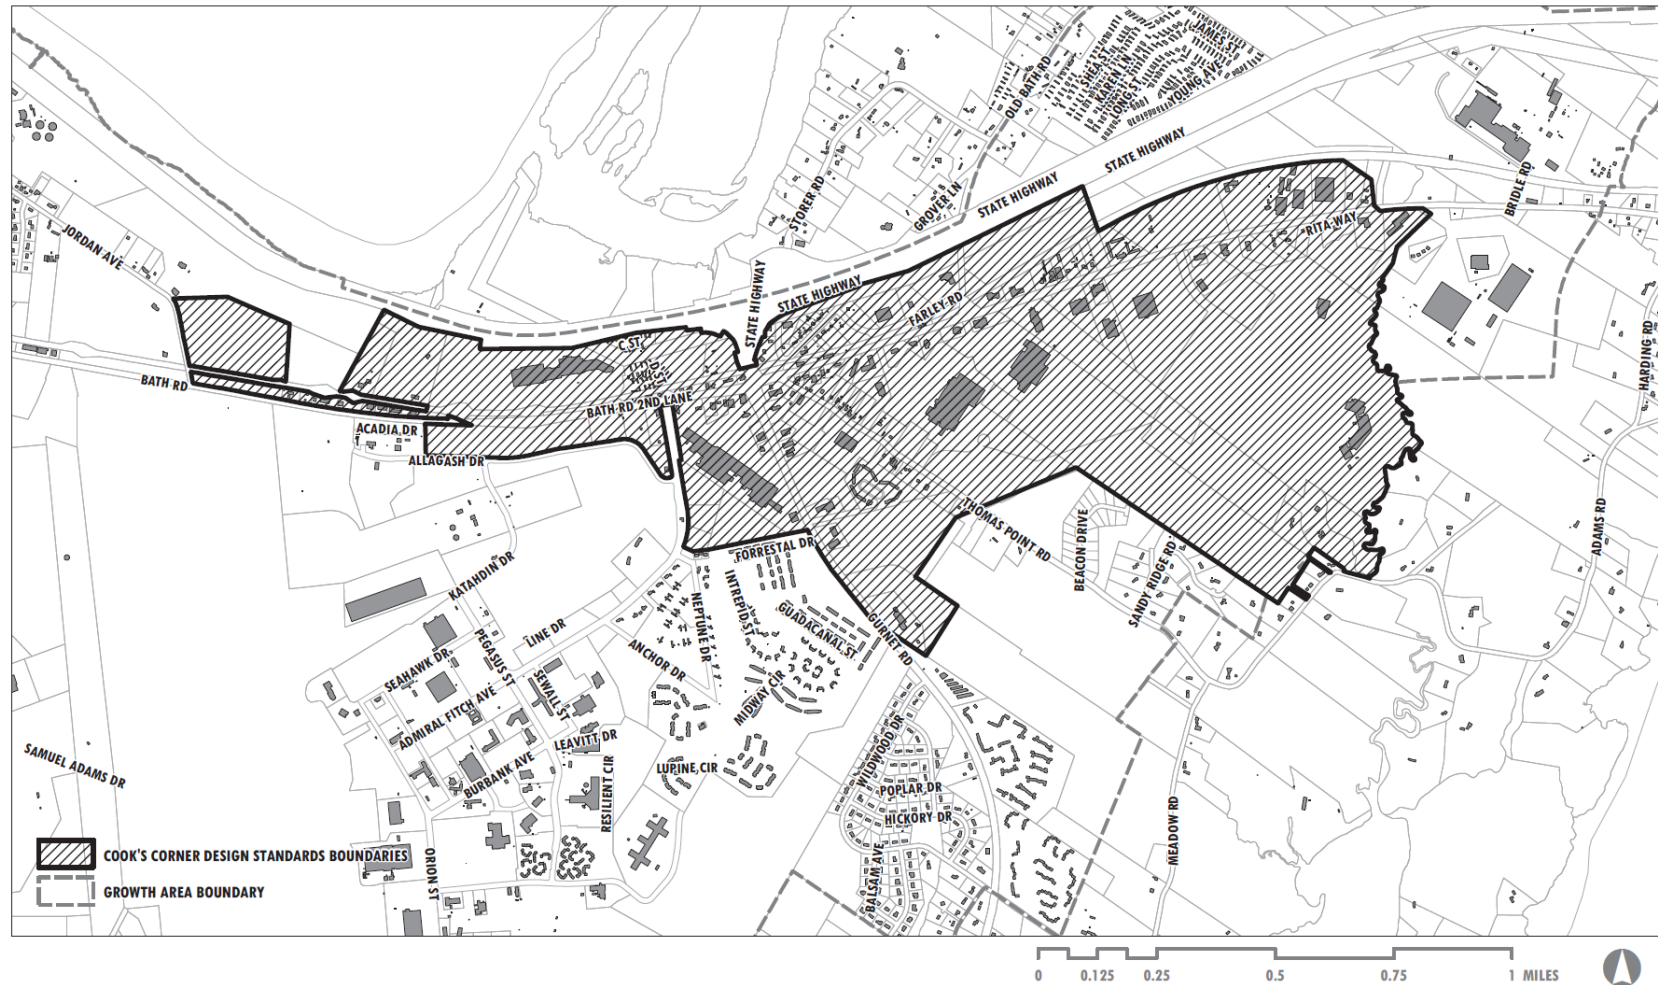 JAMES ST
SHEA ST
KAREN LN
LONG ST
YOUNG AVE
OLD BATH RD
STATE HIGHWAY
STATE HIGHWAY
BRIDLE RD
STORER RD
GROVER LN
RITA WAY
JORDAN AVE
STATE HIGHWAY
STATE HIGHWAY
FARLEY RD
HARDING RD
C ST
D ST
BATH RD
BATH RD 2ND LANE
ACADIA DR
ALLAGASH DR
THOMAS POINT RD
BEACON DRIVE
ADAMS RD
FORRESTAL DR
SANDY RIDGE RD
KATAHDIN DR
NEPTUNE DR
INTREPID ST
GUADACANAL ST
GURNET RD
LINE DR
PEGASUS ST
ANCHOR DR
SEAHAWK DR
SEWALL ST
MIDWAY CIR
ADMIRAL FITCH AVE
WILDWOOD DR
LEAVITT DR
SAMUEL ADAMS DR
BURBANK AVE
LUPINE CIR
RESILIENT CIR
POPLAR DR
HICKORY DR
MEADOW RD
ORION ST
BALSAM AVE
COOK'S CORNER DESIGN STANDARDS BOUNDARIES
GROWTH AREA BOUNDARY
0 0.125 0.25 0.5 0.75 1 MILES